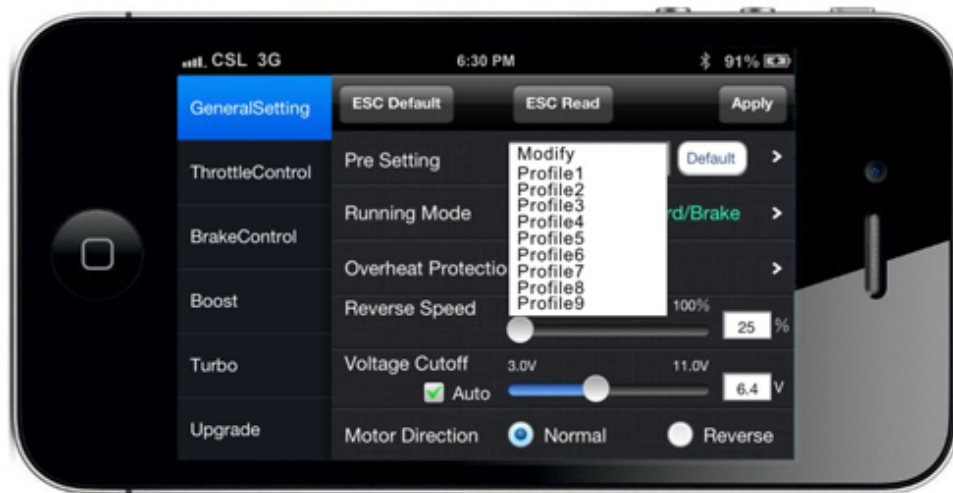 CSL 3G 6:30 PM 91%
GeneralSetting
ThrottleControl
BrakeControl
Boost
Turbo
Upgrade
ESC Default ESC Read Apply
Pre Setting Default >
Modify
Profile1
Profile2
Profile3
Profile4
Profile5
Profile6
Profile7
Profile8
Profile9
Running Mode rd/Brake >
Overheat Protectio >
Reverse Speed 100%
25 %
Voltage Cutoff 3.0V 11.0V
Auto 6.4 V
Motor Direction Normal Reverse